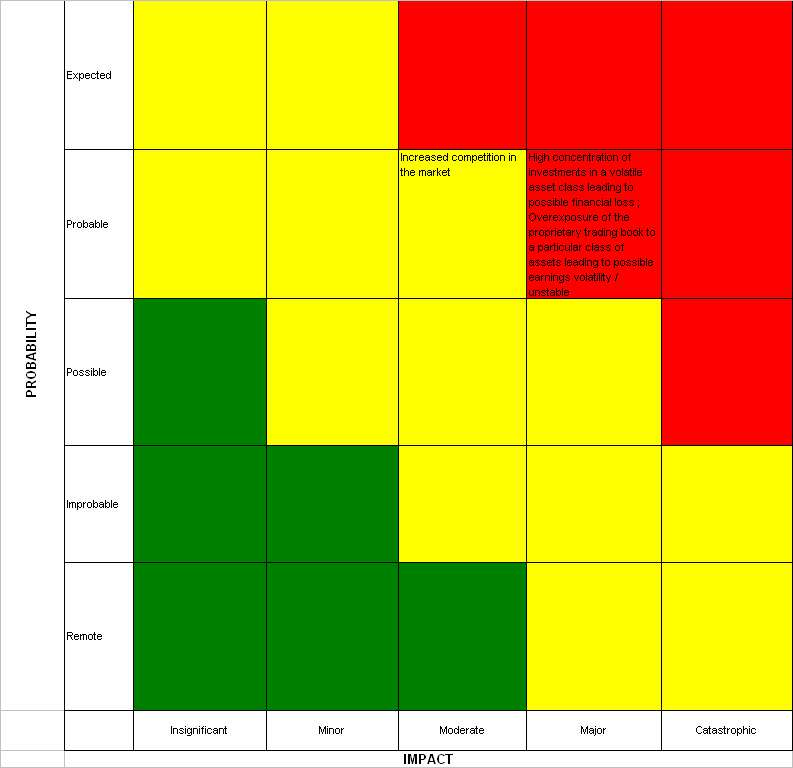 Expected
Increased competition in
the market
High concentration of
investments in a volatile
asset class leading to
possible financial loss ;
Overexposure of the
proprietary trading book to
a particular class of
assets leading to possible
earnings volatility /
unstable
Probable
PROBABILITY
Possible
Improbable
Remote
Insignificant
Minor
Moderate
Major
Catastrophic
IMPACT